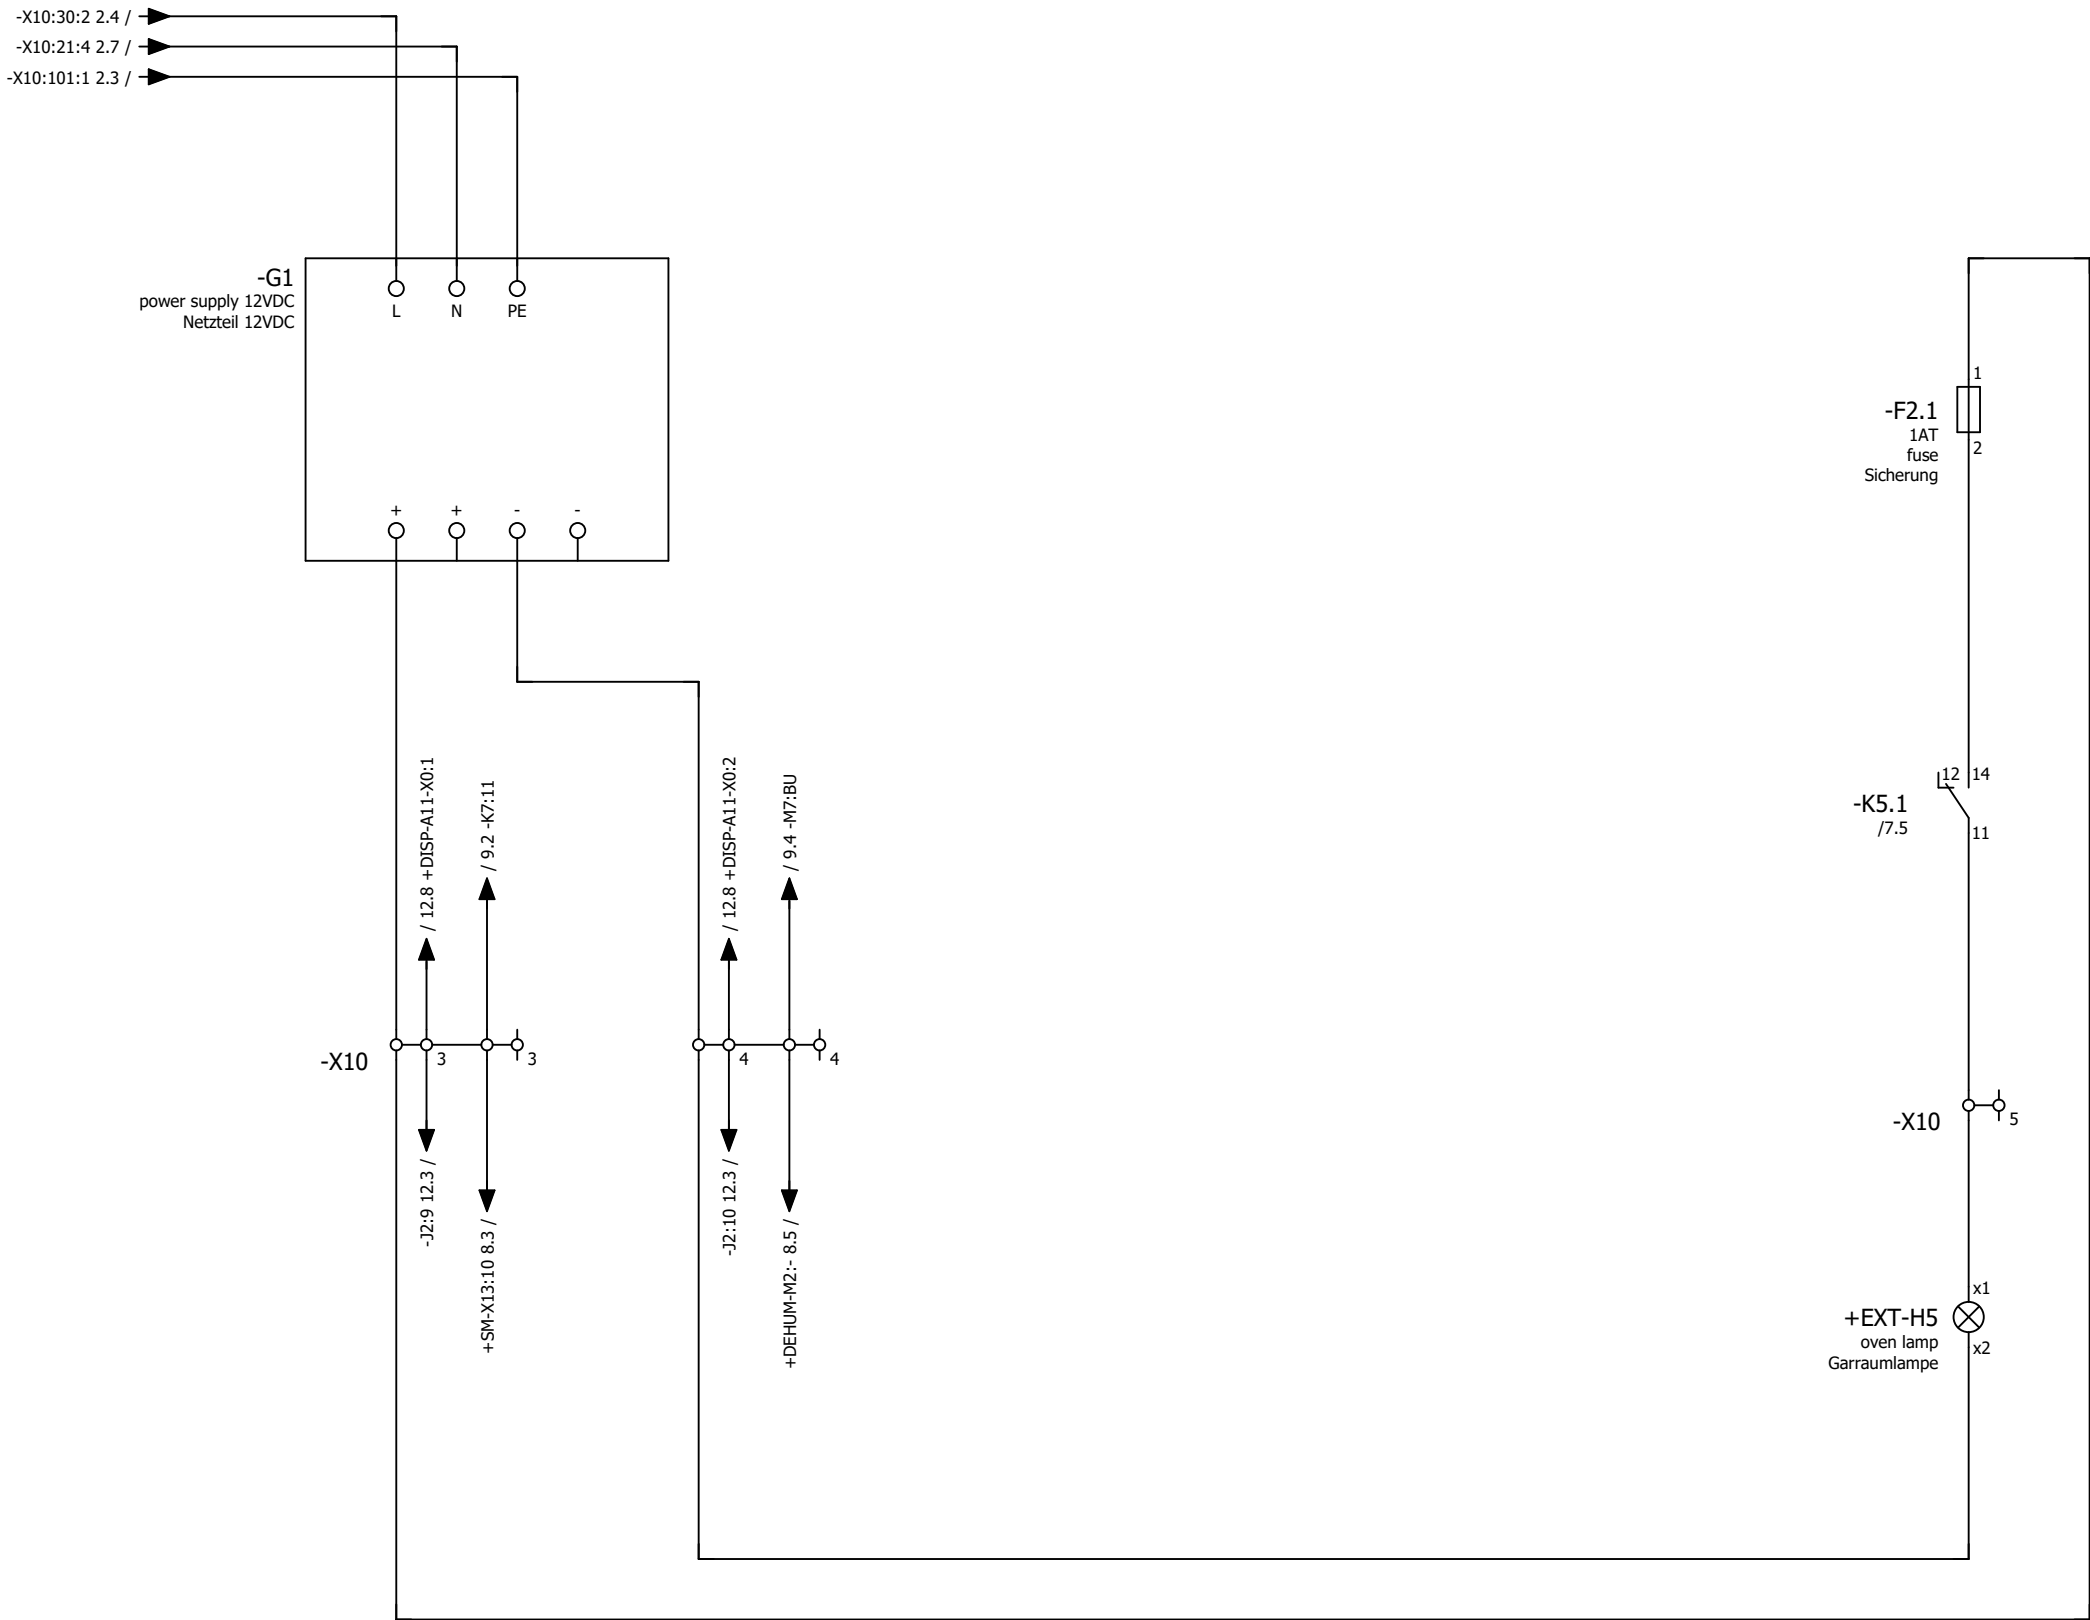 -X10:30:2 2.4 /
-X10:21:4 2.7 /
-X10:101:1 2.3 /
-G1
power supply 12VDC
Netzteil 12VDC
L N PE
+ + - -
1
-F2.1
1AT
2
fuse
Sicherung
/ 12.8 +DISP-A11-X0:1
/ 9.2 -K7:11
/ 12.8 +DISP-A11-X0:2
/ 9.4 -M7:BU
12 14
-K5.1
/7.5
11
-X10
3 3
4 4
-X10
5
-J2:9 12.3 /
+SM-X13:10 8.3 /
-J2:10 12.3 /
+DEHUM-M2:- 8.5 /
x1
+EXT-H5
oven lamp
x2
Garraumlampe